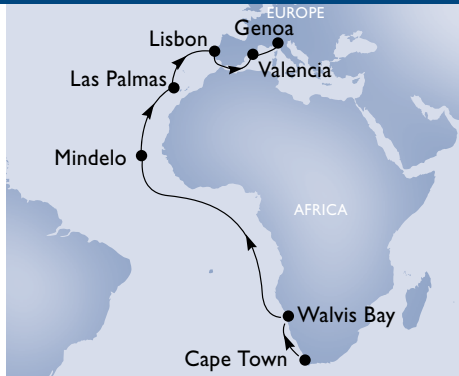 EUROPE
Genoa
Lisbon
Valencia
Las Palmas
Mindelo
AFRICA
Walvis Bay
Cape Town